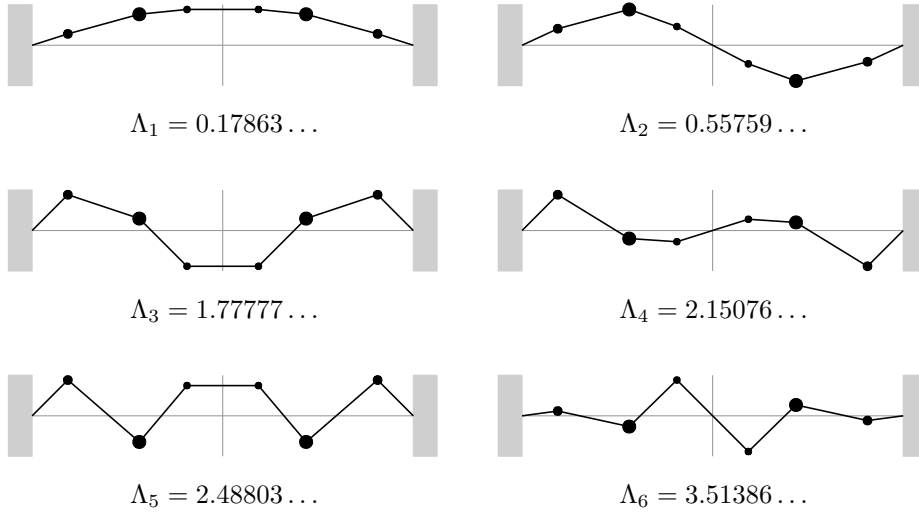 Λ₁ = 0.17863...
Λ₂ = 0.55759...
Λ₃ = 1.77777...
Λ₄ = 2.15076...
Λ₅ = 2.48803...
Λ₆ = 3.51386...